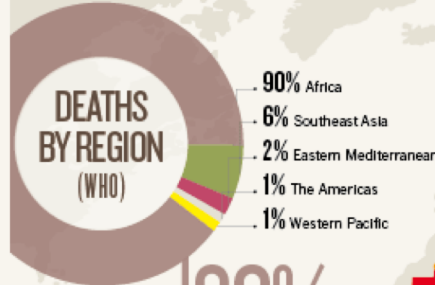 DEATHS
BY REGION
(WHO)
90% Africa
6% Southeast Asia
2% Eastern Mediterranean
1% The Americas
1% Western Pacific